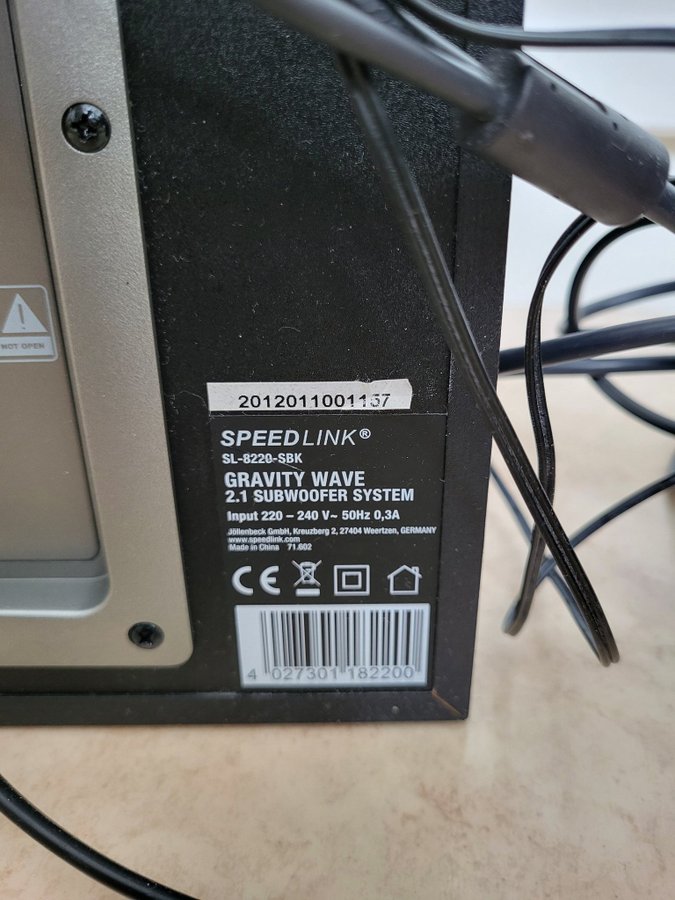 NOT OPEN
2012011001157
SPEEDLINK®
SL-8220-SBK
GRAVITY WAVE
2.1 SUBWOOFER SYSTEM
Input 220 – 240 V~ 50Hz 0,3A
Jöllenbeck GmbH, Kreuzberg 2, 27404 Weertzen, GERMANY
www.speedlink.com
Made in China 71.602
CE
4 027301 182200